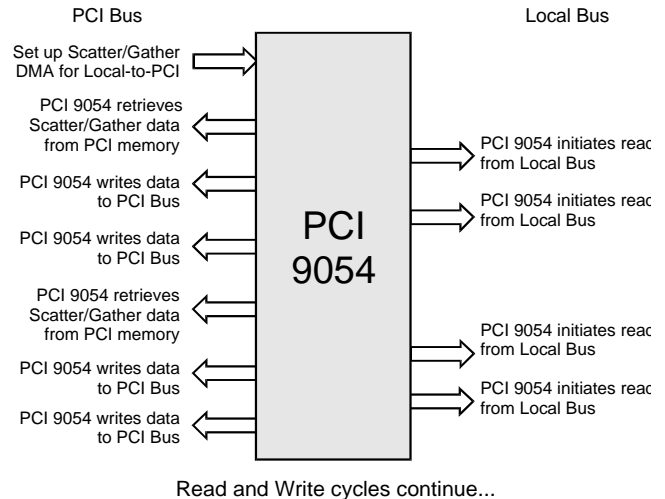 PCI Bus
Local Bus
Set up Scatter/Gather
DMA for Local-to-PCI
PCI 9054 retrieves
Scatter/Gather data
from PCI memory
PCI 9054 writes data
to PCI Bus
PCI 9054 writes data
to PCI Bus
PCI 9054 retrieves
Scatter/Gather data
from PCI memory
PCI 9054 writes data
to PCI Bus
PCI 9054 writes data
to PCI Bus
PCI
9054
PCI 9054 initiates read
from Local Bus
PCI 9054 initiates read
from Local Bus
PCI 9054 initiates read
from Local Bus
PCI 9054 initiates read
from Local Bus
Read and Write cycles continue...